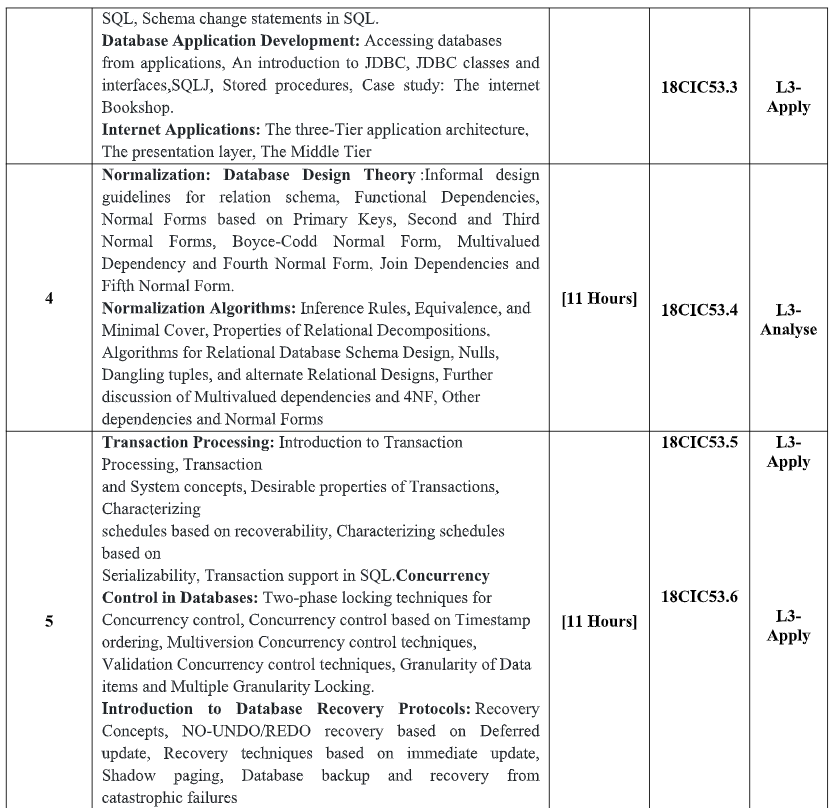 SQL, Schema change statements in SQL.
Database Application Development: Accessing databases
from applications, An introduction to JDBC, JDBC classes and
interfaces,SQLJ, Stored procedures, Case study: The internet
Bookshop.
Internet Applications: The three-Tier application architecture,
The presentation layer, The Middle Tier
18CIC53.3
L3-
Apply
4
Normalization: Database Design Theory :Informal design
guidelines for relation schema, Functional Dependencies,
Normal Forms based on Primary Keys, Second and Third
Normal Forms, Boyce-Codd Normal Form, Multivalued
Dependency and Fourth Normal Form, Join Dependencies and
Fifth Normal Form.
Normalization Algorithms: Inference Rules, Equivalence, and
Minimal Cover, Properties of Relational Decompositions,
Algorithms for Relational Database Schema Design, Nulls,
Dangling tuples, and alternate Relational Designs, Further
discussion of Multivalued dependencies and 4NF, Other
dependencies and Normal Forms
[11 Hours]
18CIC53.4
L3-
Analyse
5
Transaction Processing: Introduction to Transaction
Processing, Transaction
and System concepts, Desirable properties of Transactions,
Characterizing
schedules based on recoverability, Characterizing schedules
based on
Serializability, Transaction support in SQL.Concurrency
Control in Databases: Two-phase locking techniques for
Concurrency control, Concurrency control based on Timestamp
ordering, Multiversion Concurrency control techniques,
Validation Concurrency control techniques, Granularity of Data
items and Multiple Granularity Locking.
Introduction to Database Recovery Protocols: Recovery
Concepts, NO-UNDO/REDO recovery based on Deferred
update, Recovery techniques based on immediate update,
Shadow paging, Database backup and recovery from
catastrophic failures
[11 Hours]
18CIC53.5
18CIC53.6
L3-
Apply
L3-
Apply